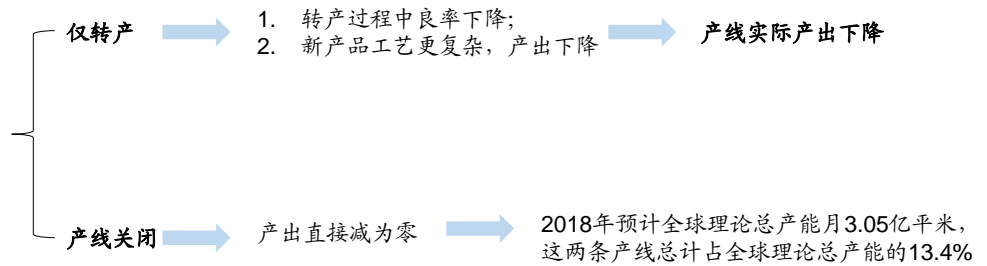 仅转产
1. 转产过程中良率下降；
2. 新产品工艺更复杂，产出下降
产线实际产出下降
产线关闭
产出直接减为零
2018年预计全球理论总产能月3.05亿平米，
这两条产线总计占全球理论总产能的13.4%